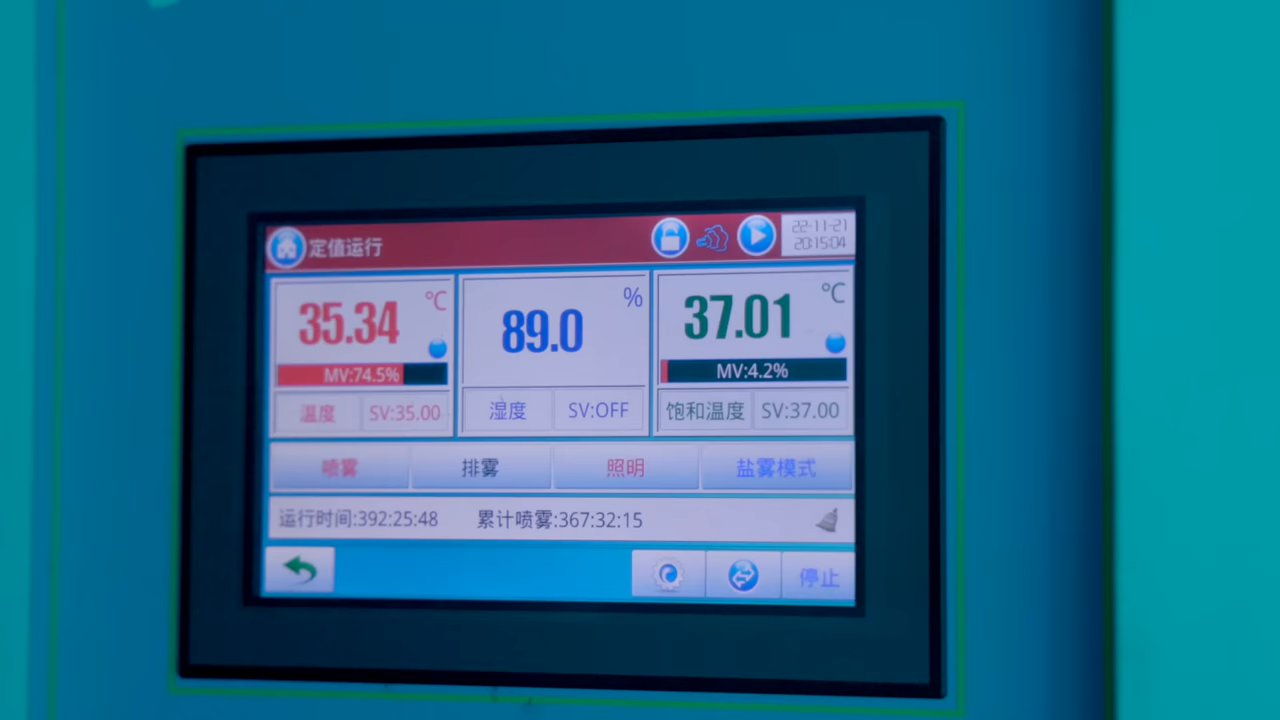 定值运行
22-11-21
20:15:04
35.34 ℃
89.0 %
37.01 ℃
MV:74.5%
MV:4.2%
温度 SV:35.00
湿度 SV:OFF
饱和温度 SV:37.00
喷雾 排雾 照明 盐雾模式
运行时间:392:25:48 累计喷雾:367:32:15
停止